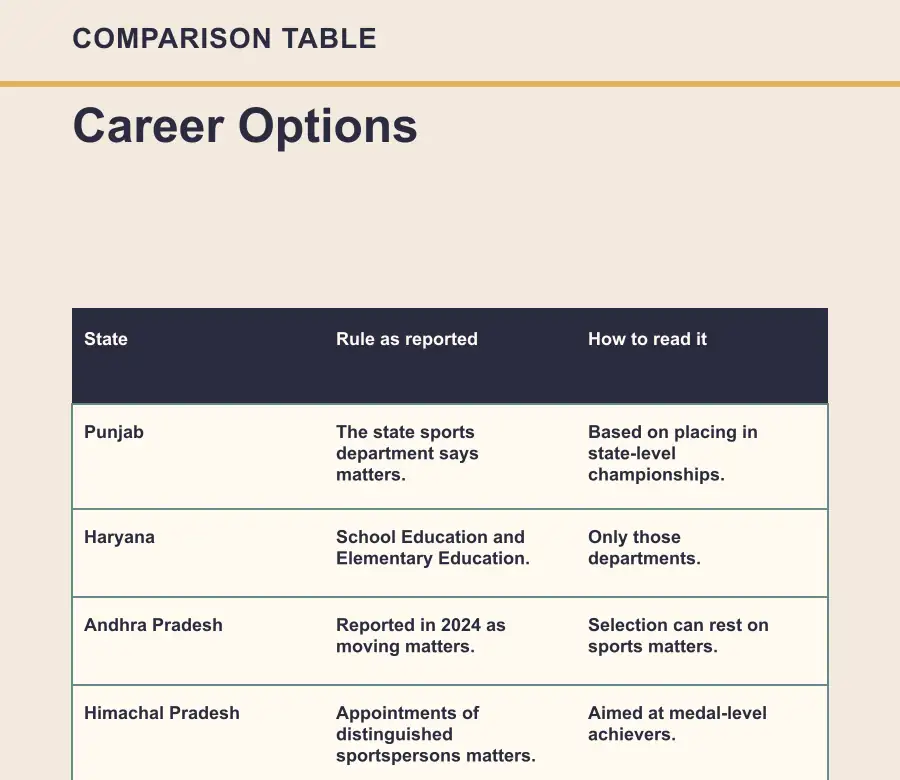 COMPARISON TABLE
Career Options
State
Rule as reported
How to read it
Punjab
The state sports
department says
matters.
Based on placing in
state-level
championships.
Haryana
School Education and
Elementary Education.
Only those
departments.
Andhra Pradesh
Reported in 2024 as
moving matters.
Selection can rest on
sports matters.
Himachal Pradesh
Appointments of
distinguished
sportspersons matters.
Aimed at medal-level
achievers.